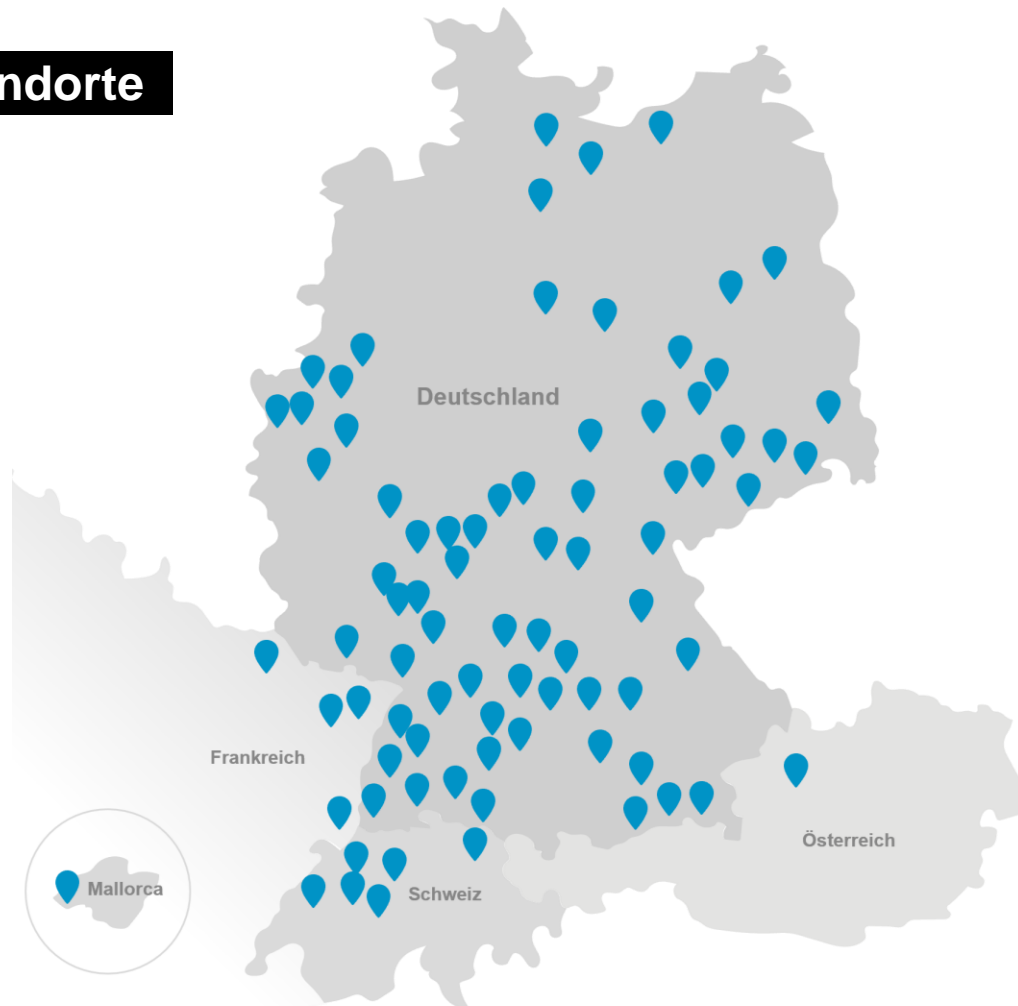 ndorte
Deutschland
Frankreich
Österreich
Mallorca
Schweiz